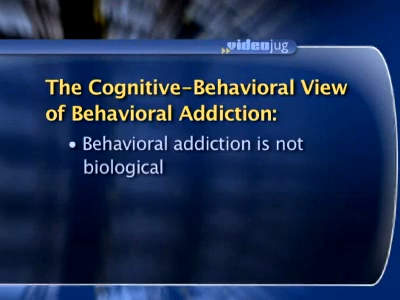 videojug
The Cognitive-Behavioral View
of Behavioral Addiction:
• Behavioral addiction is not
biological